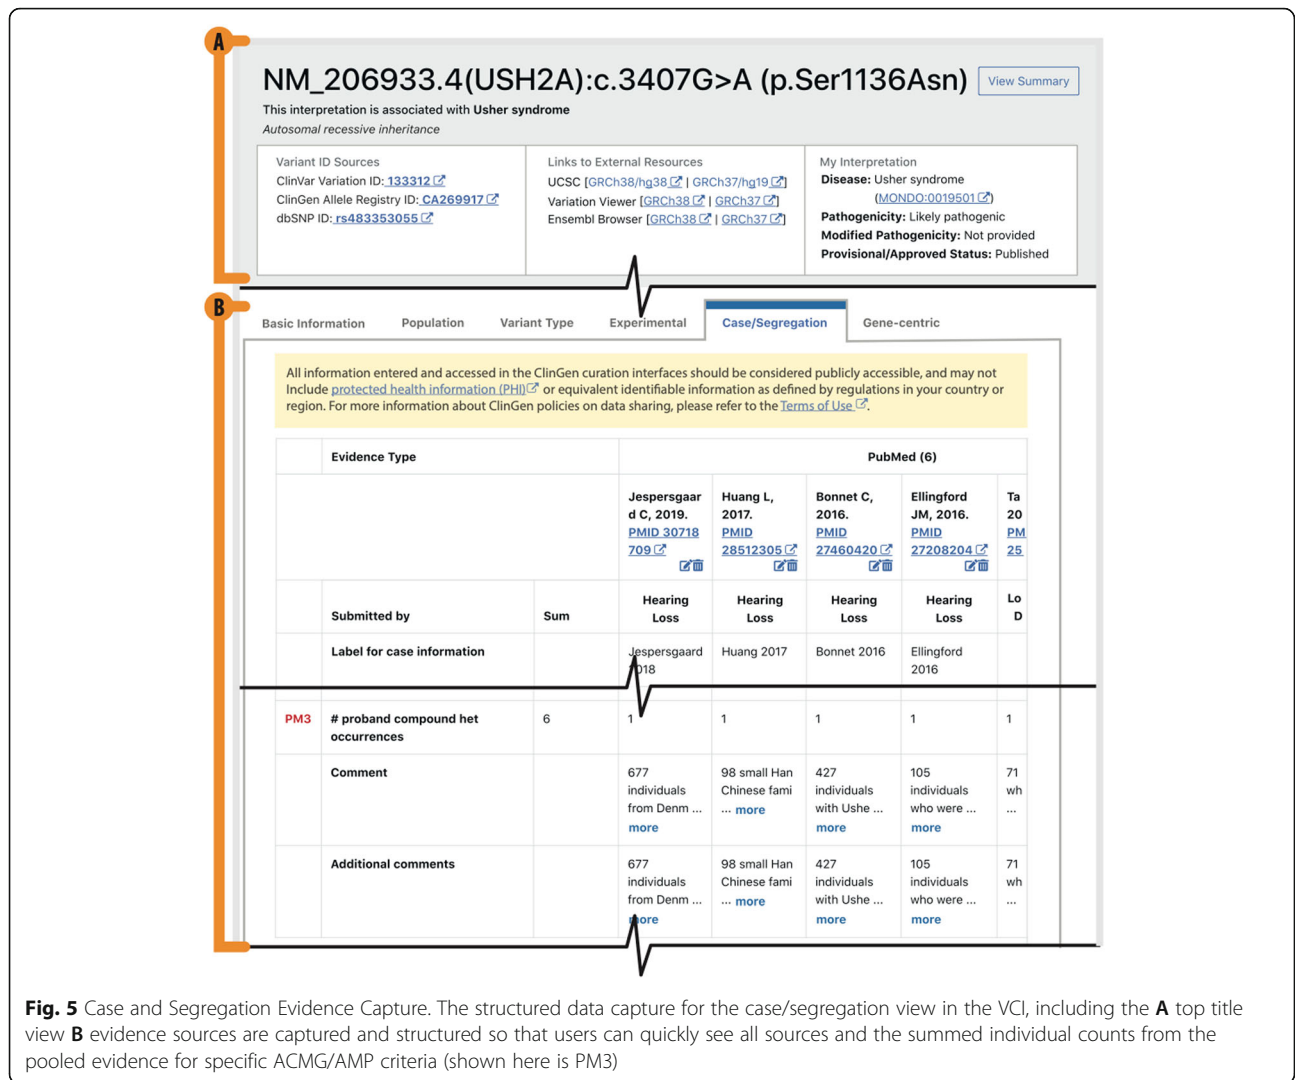 A
NM_206933.4(USH2A):c.3407G>A (p.Ser1136Asn)
View Summary
This interpretation is associated with Usher syndrome
Autosomal recessive inheritance
Variant ID Sources
ClinVar Variation ID: 133312
ClinGen Allele Registry ID: CA269917
dbSNP ID: rs483353055
Links to External Resources
UCSC [GRCh38/hg38 | GRCh37/hg19]
Variation Viewer [GRCh38 | GRCh37]
Ensembl Browser [GRCh38 | GRCh37]
My Interpretation
Disease: Usher syndrome
(MONDO:0019501)
Pathogenicity: Likely pathogenic
Modified Pathogenicity: Not provided
Provisional/Approved Status: Published
B
Basic Information Population Variant Type Experimental Case/Segregation Gene-centric
All information entered and accessed in the ClinGen curation interfaces should be considered publicly accessible, and may not
Include protected health information (PHI) or equivalent identifiable information as defined by regulations in your country or
region. For more information about ClinGen policies on data sharing, please refer to the Terms of Use.
Evidence Type PubMed (6)
Jespersgaar
d C, 2019.
PMID 30718
709
Huang L,
2017.
PMID
28512305
Bonnet C,
2016.
PMID
27460420
Ellingford
JM, 2016.
PMID
27208204
Ta
20
PM
25
Submitted by Sum
Hearing
Loss
Hearing
Loss
Hearing
Loss
Hearing
Loss
Lo
D
Label for case information
Jespersgaard
2018
Huang 2017
Bonnet 2016
Ellingford
2016
PM3
# proband compound het
occurrences
6 1 1 1 1 1
Comment
677
individuals
from Denm ...
more
98 small Han
Chinese fami
... more
427
individuals
with Ushe ...
more
105
individuals
who were ...
more
71
wh
...
Additional comments
677
individuals
from Denm ...
more
98 small Han
Chinese fami
... more
427
individuals
with Ushe ...
more
105
individuals
who were ...
more
71
wh
...
Fig. 5 Case and Segregation Evidence Capture. The structured data capture for the case/segregation view in the VCI, including the A top title
view B evidence sources are captured and structured so that users can quickly see all sources and the summed individual counts from the
pooled evidence for specific ACMG/AMP criteria (shown here is PM3)